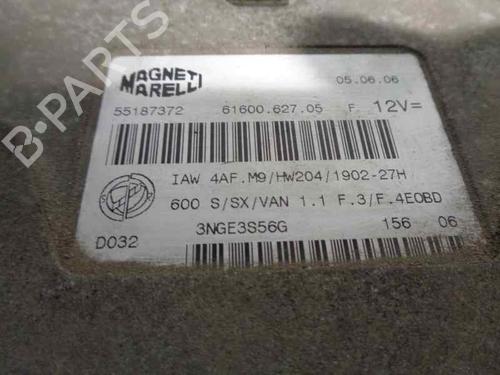 MAGNETI
MARELLI
05.06.06
55187372 61600.627.05 F. 12V=
IAW 4AF.M9/HW204/1902-27H
600 S/SX/VAN 1.1 F.3/F.4EOBD
3NGE3S56G 156 06
D032
B-PARTS